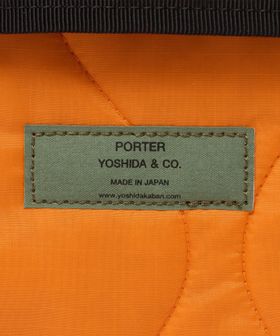 PORTER
YOSHIDA & CO.
MADE IN JAPAN
www.yoshidakaban.com